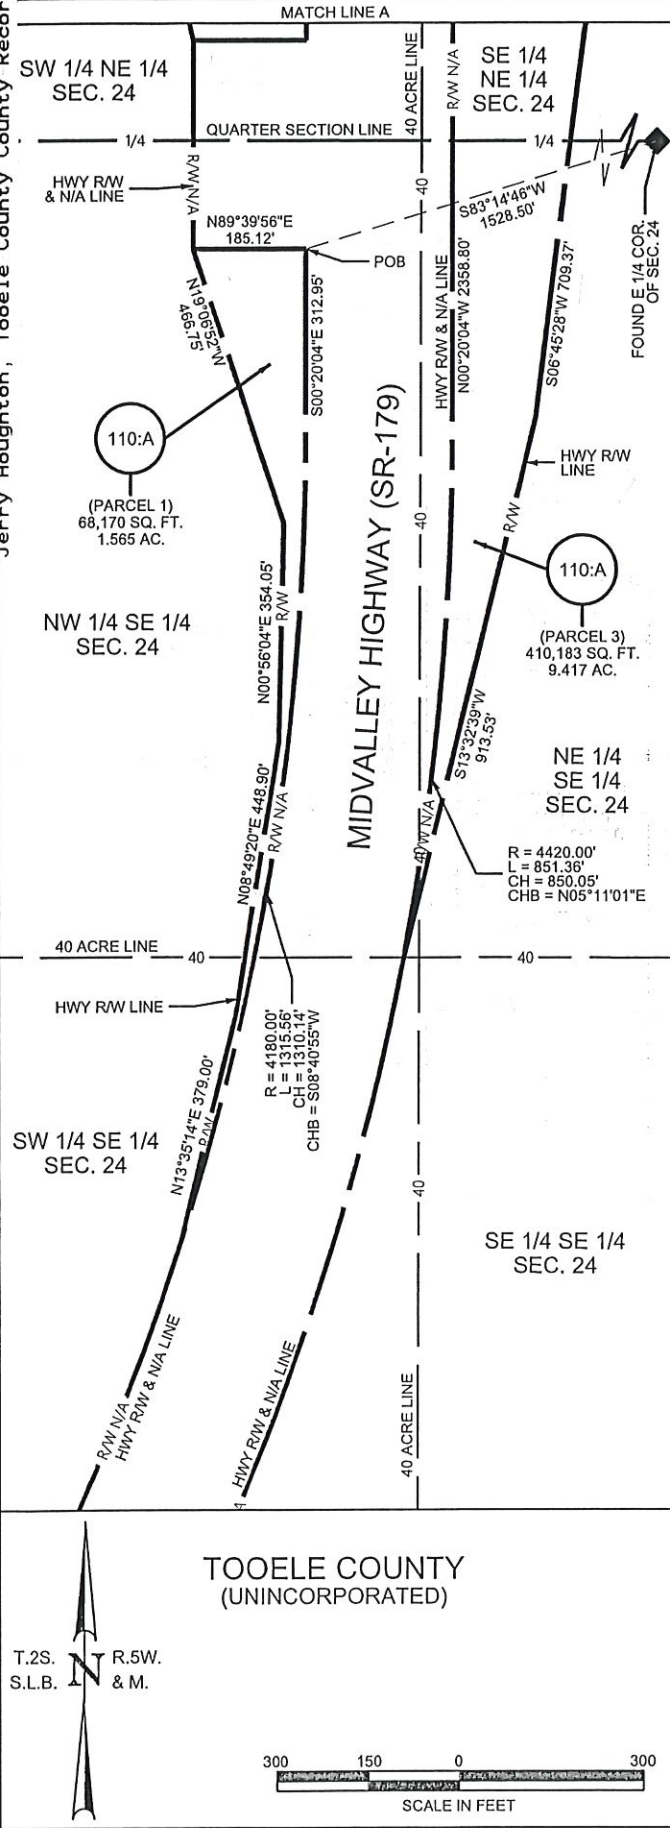 Jerry Houghton, Tooele County Recor
MATCH LINE A
SW 1/4 NE 1/4
SEC. 24
40 ACRE LINE
R/W N/A
SE 1/4
NE 1/4
SEC. 24
1/4
QUARTER SECTION LINE
1/4
HWY R/W
& N/A LINE
R/W N/A
40
N89°39'56"E
185.12'
S83°14'46"W
1528.50'
POB
FOUND E 1/4 COR.
OF SEC. 24
N19°06'52"W
466.75'
S00°20'04"E 312.95'
HWY R/W & N/A LINE
N00°20'04"W 2358.80'
S06°45'28"W 709.37'
110:A
(PARCEL 1)
68,170 SQ. FT.
1.565 AC.
HWY R/W
LINE
R/W
40
MIDVALLEY HIGHWAY (SR-179)
110:A
(PARCEL 3)
410,183 SQ. FT.
9.417 AC.
NW 1/4 SE 1/4
SEC. 24
N00°56'04"E 354.05'
R/W
S13°32'39"W
913.53'
NE 1/4
SE 1/4
SEC. 24
N08°49'20"E 448.90'
R/W N/A
R/W N/A
40
R = 4420.00'
L = 851.36'
CH = 850.05'
CHB = N05°11'01"E
40 ACRE LINE
40
40
HWY R/W LINE
R = 4180.00'
L = 1315.56'
CH = 1310.14'
CHB = S08°40'55"W
N13°35'14"E 379.00'
R/W
SW 1/4 SE 1/4
SEC. 24
40
SE 1/4 SE 1/4
SEC. 24
R/W N/A
HWY R/W & N/A LINE
HWY R/W & N/A LINE
40 ACRE LINE
TOOELE COUNTY
(UNINCORPORATED)
T.2S. N R.5W.
S.L.B. & M.
300 150 0 300
SCALE IN FEET